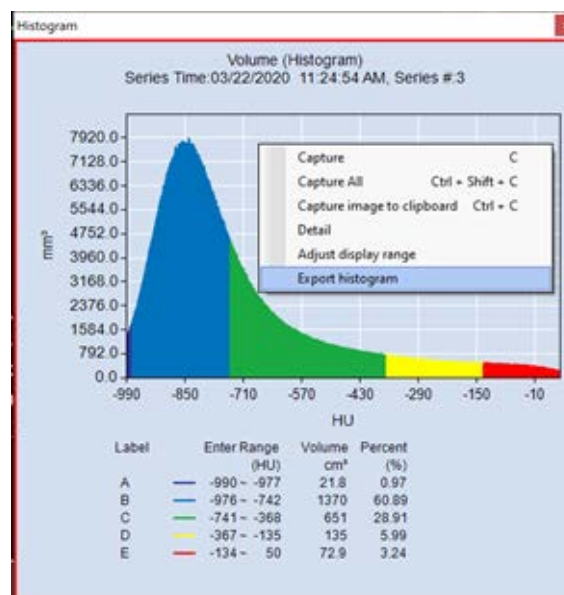 Histogram
Volume (Histogram)
Series Time:03/22/2020 11:24:54 AM, Series #:3
7920.0
7128.0
6336.0
5544.0
4752.0
3960.0
3168.0
2376.0
1584.0
792.0
0.0
mm³
Capture C
Capture All Ctrl + Shift + C
Capture image to clipboard Ctrl + C
Detail
Adjust display range
Export histogram
-990 -850 -710 -570 -430 -290 -150 -10
HU
Label Enter Range Volume Percent
(HU) cm³ (%)
A -990 ~ -977 21.8 0.97
B -976 ~ -742 1370 60.89
C -741 ~ -368 651 28.91
D -367 ~ -135 135 5.99
E -134 ~ 50 72.9 3.24